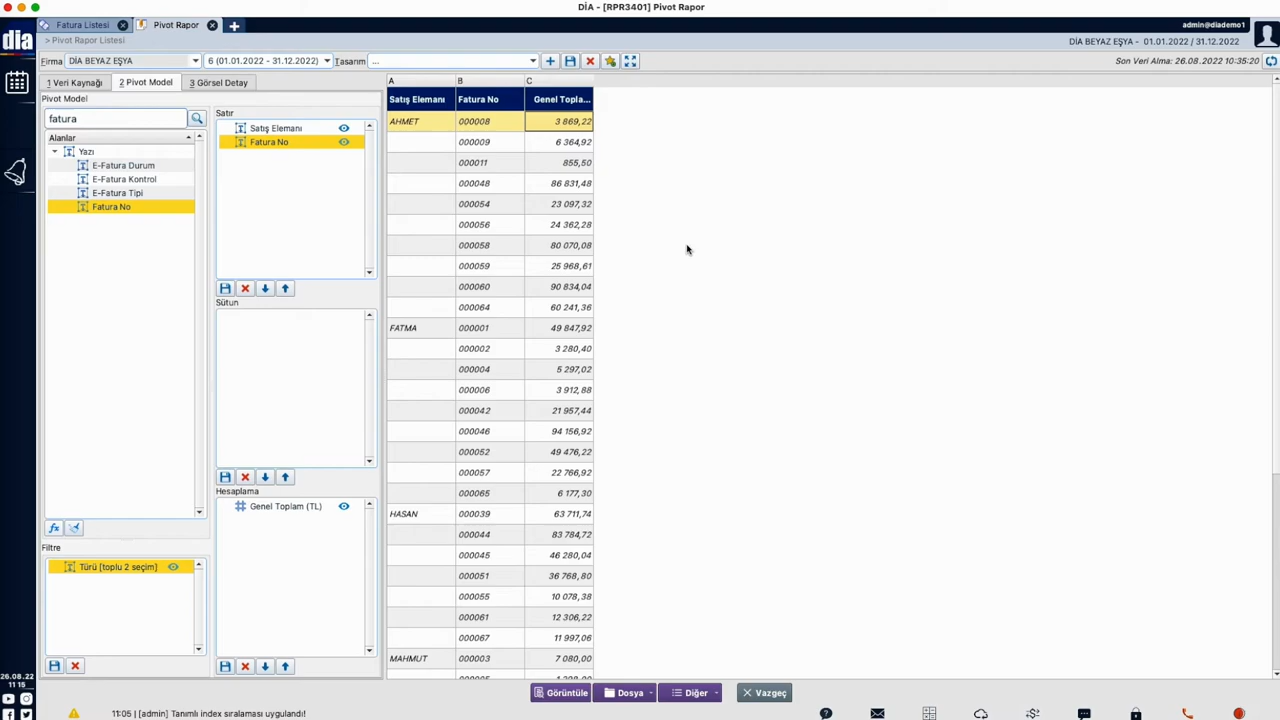 DİA - [RPR3401] Pivot Rapor
dia
Fatura Listesi
Pivot Rapor
admin@diademo1
> Pivot Rapor Listesi
DİA BEYAZ EŞYA - 01.01.2022 / 31.12.2022
Firma DİA BEYAZ EŞYA 6 (01.01.2022 - 31.12.2022) Tasarım ...
Son Veri Alma: 26.08.2022 10:35:20
1 Veri Kaynağı 2 Pivot Model 3 Görsel Detay
Pivot Model
fatura
Alanlar
Yazı
E-Fatura Durum
E-Fatura Kontrol
E-Fatura Tipi
Fatura No
fx
Filtre
Türü [toplu 2 seçim]
Satır
Satış Elemanı
Fatura No
Sütun
Hesaplama
Genel Toplam (TL)
A B C
Satış Elemanı Fatura No Genel Topla...
AHMET 000008 3 869,22
000009 6 364,92
000011 855,50
000048 86 831,48
000054 23 097,32
000056 24 362,28
000058 80 070,08
000059 25 968,61
000060 90 834,04
000064 60 241,36
FATMA 000001 49 847,92
000002 3 280,40
000004 5 297,02
000006 3 912,88
000042 21 957,44
000046 94 156,92
000052 49 476,22
000057 22 766,92
000065 6 177,30
HASAN 000039 63 711,74
000044 83 784,72
000045 46 280,04
000051 36 768,80
000055 10 078,38
000061 12 306,22
000067 11 997,06
MAHMUT 000003 7 080,00
Görüntüle Dosya Diğer Vazgeç
26.08.22
11 15
11:05 | [admin] Tanımlı index sıralaması uygulandı!